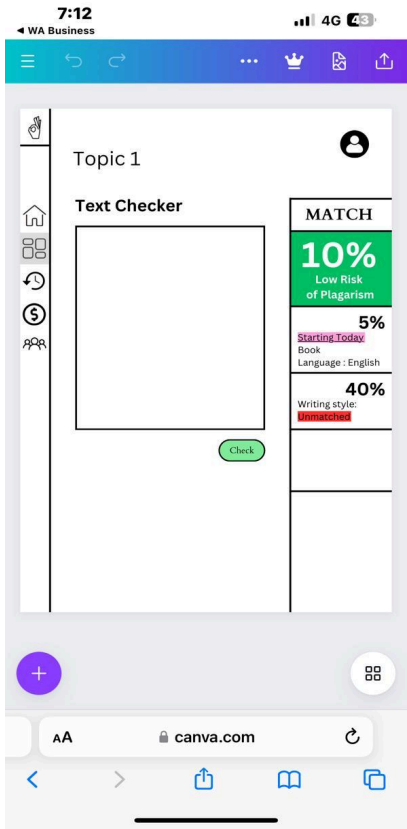 7:12
4G 43
◀ WA Business
Topic 1
Text Checker
MATCH
10%
Low Risk
of Plagarism
5%
Starting Today
Book
Language : English
40%
Writing style:
Unmatched
Check
AA
canva.com